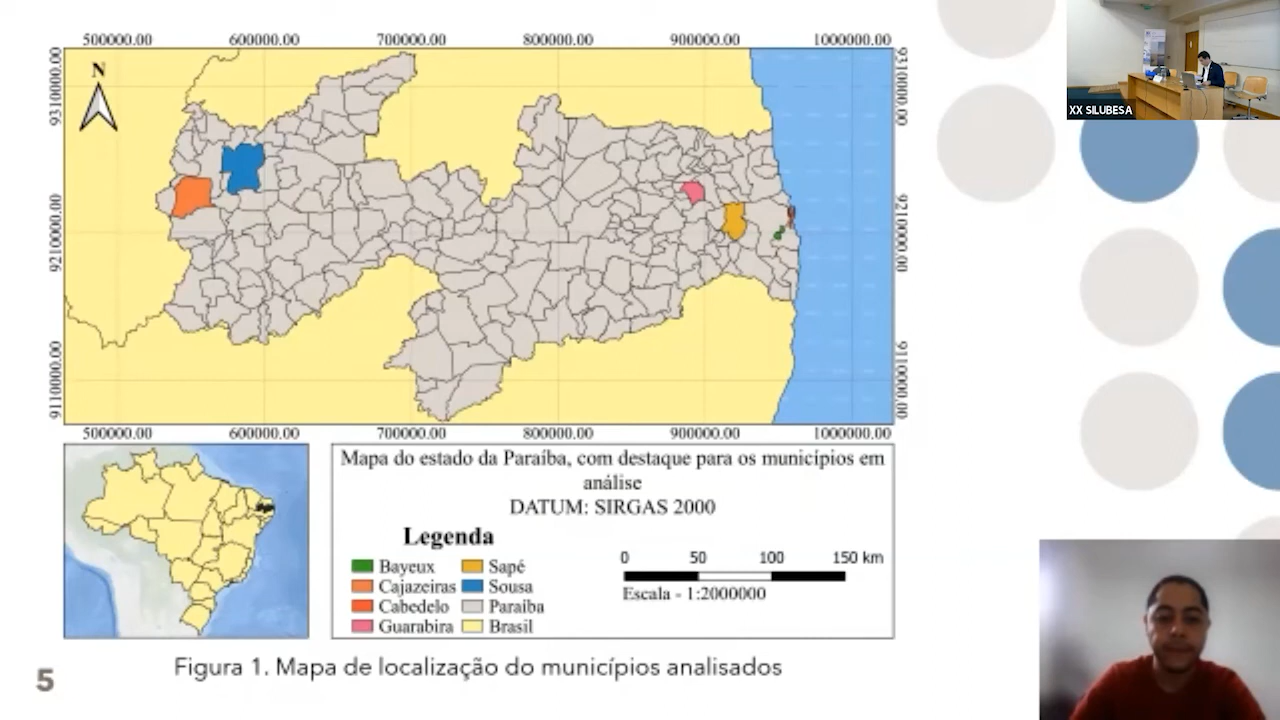 500000.00 600000.00 700000.00 800000.00 900000.00 1000000.00
N
9310000.00 9310000.00
9210000.00 9210000.00
9110000.00 9110000.00
500000.00 600000.00 700000.00 800000.00 900000.00 1000000.00
Mapa do estado da Paraíba, com destaque para os municípios em
análise
DATUM: SIRGAS 2000
Legenda
Bayeux Sapé
Cajazeiras Sousa
Cabedelo Paraíba
Guarabira Brasil
0 50 100 150 km
Escala - 1:2000000
Figura 1. Mapa de localização do municípios analisados
5
XX SILUBESA